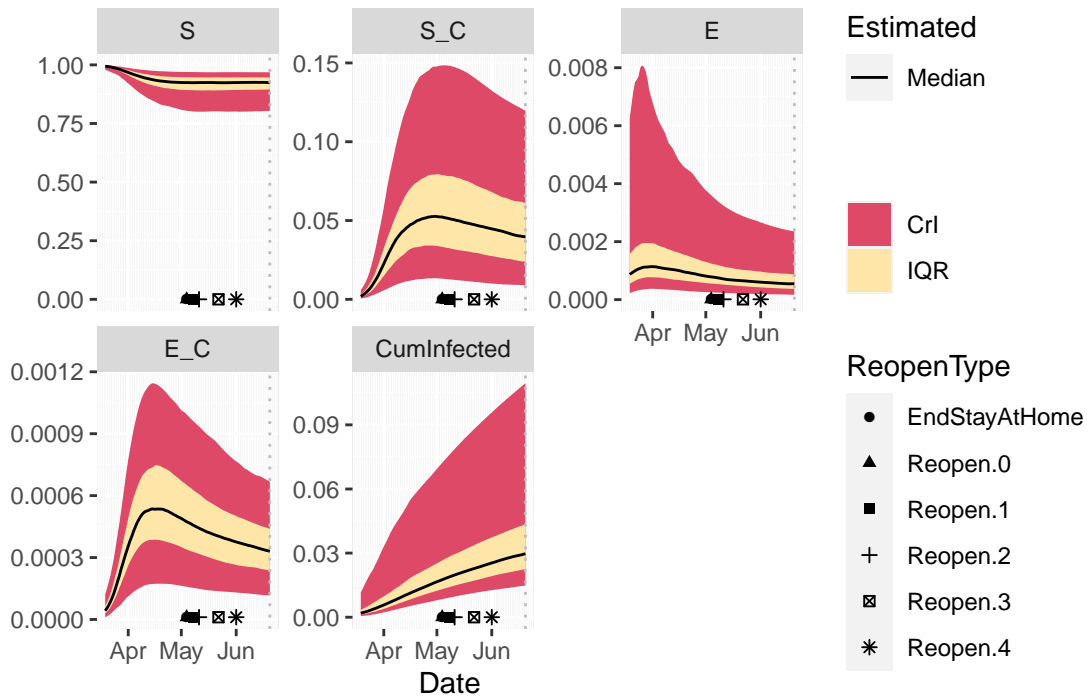 S
S_C
E
1.00
0.75
0.50
0.25
0.00
0.15
0.10
0.05
0.00
0.008
0.006
0.004
0.002
0.000
Apr May Jun
E_C
CumInfected
0.0012
0.0009
0.0006
0.0003
0.0000
Apr May Jun
0.09
0.06
0.03
0.00
Apr May Jun
Date
Estimated
Median
CrI
IQR
ReopenType
EndStayAtHome
Reopen.0
Reopen.1
Reopen.2
Reopen.3
Reopen.4